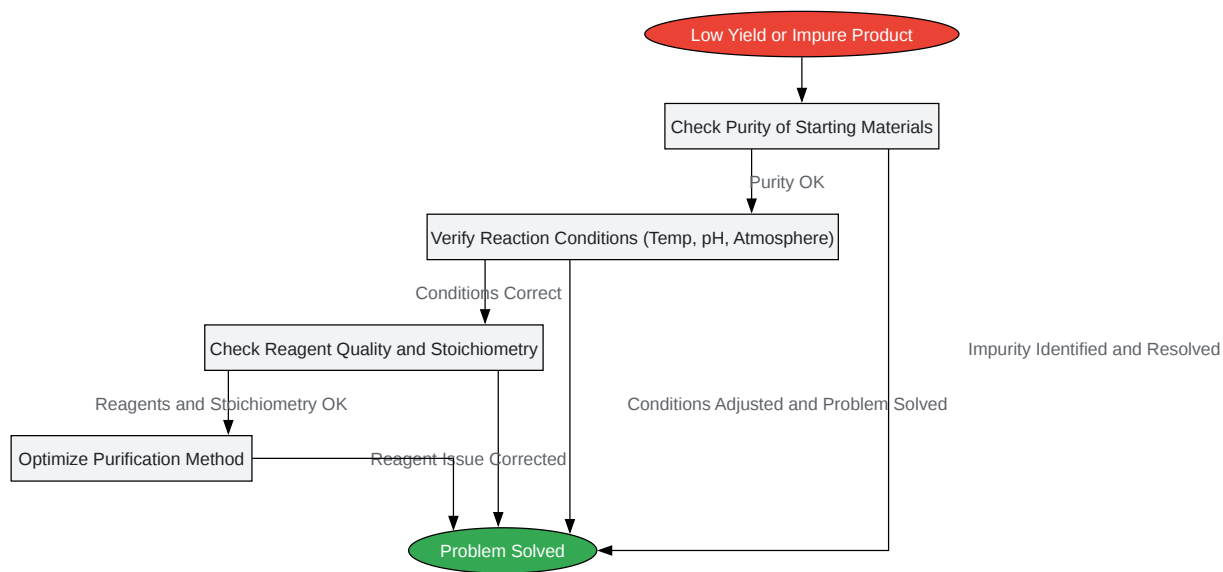 Low Yield or Impure Product
Check Purity of Starting Materials
Purity OK
Verify Reaction Conditions (Temp, pH, Atmosphere)
Conditions Correct
Check Reagent Quality and Stoichiometry
Impurity Identified and Resolved
Reagents and Stoichiometry OK
Conditions Adjusted and Problem Solved
Optimize Purification Method
Reagent Issue Corrected
Problem Solved